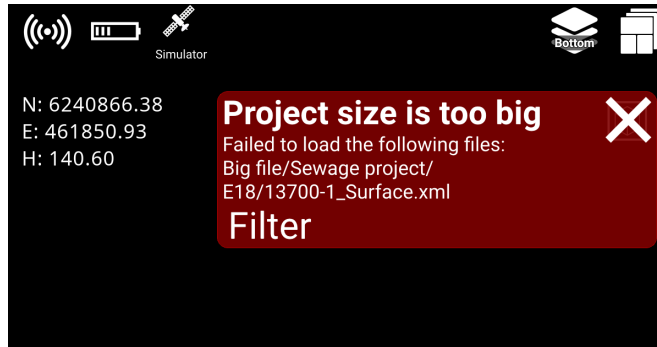 Simulator
Bottom
N: 6240866.38
E: 461850.93
H: 140.60
Project size is too big
Failed to load the following files:
Big file/Sewage project/
E18/13700-1_Surface.xml
Filter